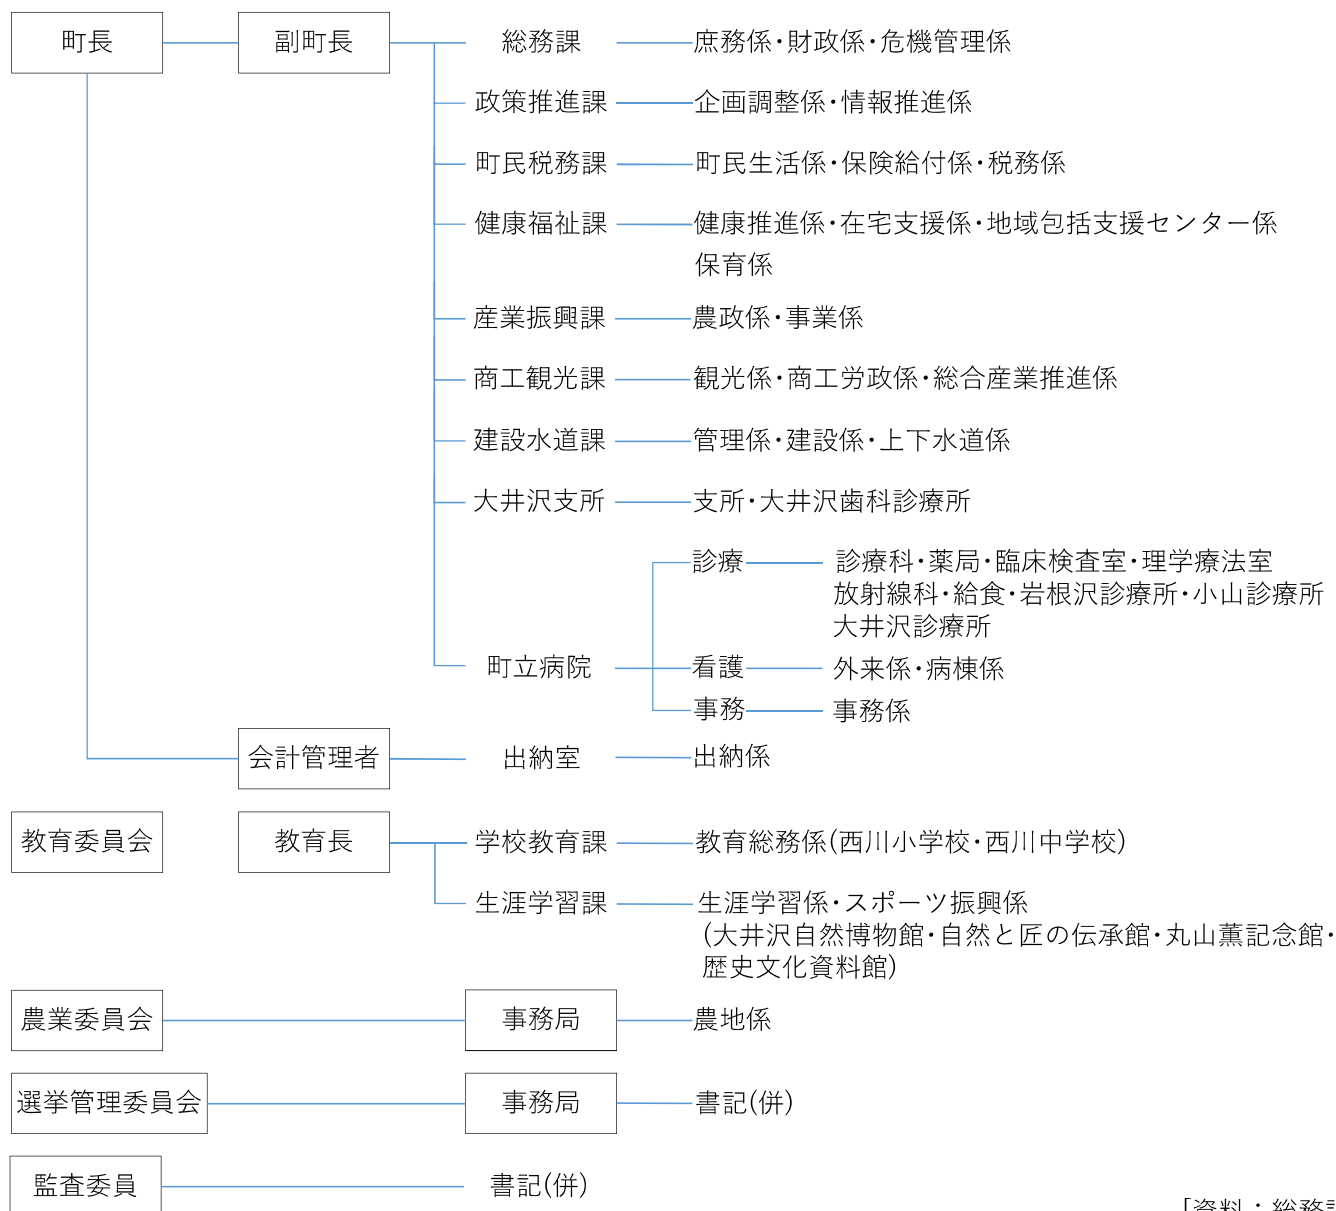 町長 副町長 総務課 庶務係・財政係・危機管理係
政策推進課 企画調整係・情報推進係
町民税務課 町民生活係・保険給付係・税務係
健康福祉課 健康推進係・在宅支援係・地域包括支援センター係
保育係
産業振興課 農政係・事業係
商工観光課 観光係・商工労政係・総合産業推進係
建設水道課 管理係・建設係・上下水道係
大井沢支所 支所・大井沢歯科診療所
診療 診療科・薬局・臨床検査室・理学療法室
放射線科・給食・岩根沢診療所・小山診療所
大井沢診療所
町立病院 看護 外来係・病棟係
事務 事務係
会計管理者 出納室 出納係
教育委員会 教育長 学校教育課 教育総務係(西川小学校・西川中学校)
生涯学習課 生涯学習係・スポーツ振興係
(大井沢自然博物館・自然と匠の伝承館・丸山薫記念館・
歴史文化資料館)
農業委員会 事務局 農地係
選挙管理委員会 事務局 書記(併)
監査委員 書記(併)
「資料：総務